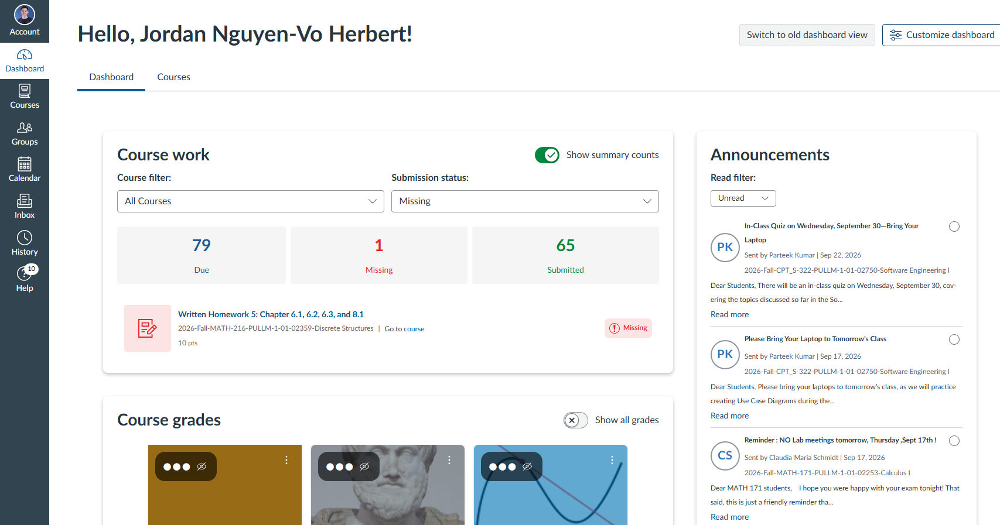 Account
Dashboard
Courses
Groups
Calendar
Inbox
History
10
Help
Hello, Jordan Nguyen-Vo Herbert!
Switch to old dashboard view
Customize dashboard
Dashboard
Courses
Course work
Show summary counts
Course filter:
Submission status:
All Courses
Missing
79
Due
1
Missing
65
Submitted
Written Homework 5: Chapter 6.1, 6.2, 6.3, and 8.1
2026-Fall-MATH-216-PULLM-1-01-02359-Discrete Structures | Go to course
10 pts
Missing
Course grades
Show all grades
Announcements
Read filter:
Unread
PK
In-Class Quiz on Wednesday, September 30—Bring Your
Laptop
Sent by Parteek Kumar | Sep 22, 2026
2026-Fall-CPT_S-322-PULLM-1-01-02750-Software Engineering I
Dear Students, There will be an in-class quiz on Wednesday, September 30, cov-
ering the topics discussed so far in the So...
Read more
PK
Please Bring Your Laptop to Tomorrow's Class
Sent by Parteek Kumar | Sep 17, 2026
2026-Fall-CPT_S-322-PULLM-1-01-02750-Software Engineering I
Dear Students, Please bring your laptops to tomorrow's class, as we will practice
creating Use Case Diagrams during the...
Read more
CS
Reminder : NO Lab meetings tomorrow, Thursday ,Sept 17th !
Sent by Claudia Maria Schmidt | Sep 17, 2026
2026-Fall-MATH-171-PULLM-1-01-02253-Calculus I
Dear MATH 171 students, I hope you were happy with your exam tonight! That
said, this is just a friendly reminder tha...
Read more